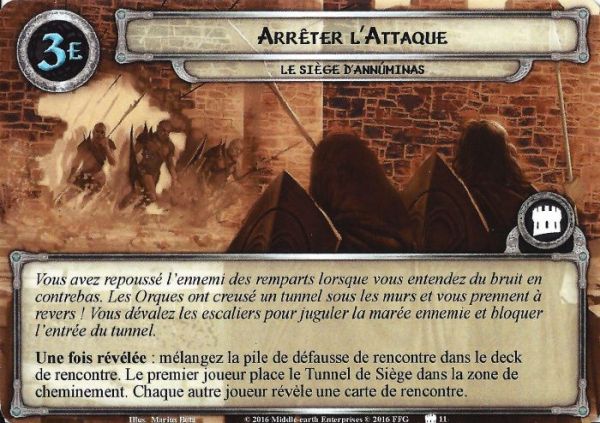 3E
ARRÊTER L'ATTAQUE
LE SIÈGE D'ANNÚMINAS
Vous avez repoussé l'ennemi des remparts lorsque vous entendez du bruit en
contrebas. Les Orques ont creusé un tunnel sous les murs et vous prennent à
revers ! Vous dévalez les escaliers pour juguler la marée ennemie et bloquer
l'entrée du tunnel.
Une fois révélée : mélangez la pile de défausse de rencontre dans le deck
de rencontre. Le premier joueur place le Tunnel de Siège dans la zone de
cheminement. Chaque autre joueur révèle une carte de rencontre.
Illus. Marius Bota © 2016 Middle-earth Enterprises © 2016 FFG 11